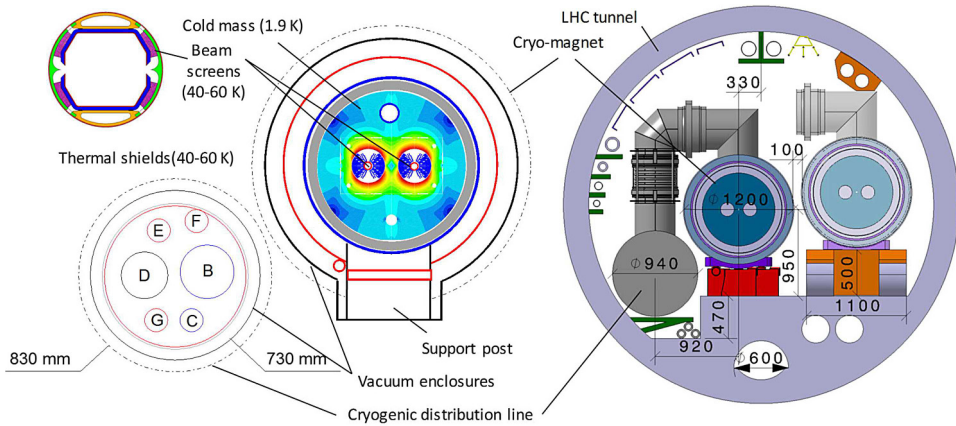 Cold mass (1.9 K)
Beam
screens
(40-60 K)
Thermal shields(40-60 K)
E
F
D
B
G
C
830 mm
730 mm
Support post
Vacuum enclosures
Cryogenic distribution line
LHC tunnel
Cryo-magnet
330
100
Φ1200
Φ940
950
500
1100
470
920
Φ600